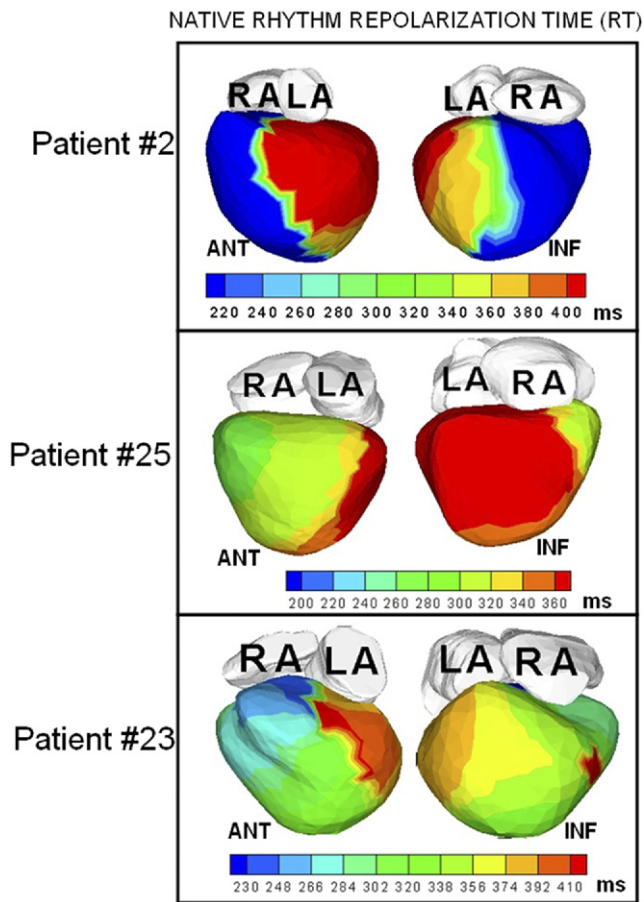 NATIVE RHYTHM REPOLARIZATION TIME (RT)
RA LA LA RA
Patient #2
ANT INF
220 240 260 280 300 320 340 360 380 400 ms
RA LA LA RA
Patient #25
ANT INF
200 220 240 260 280 300 320 340 360 ms
RA LA LA RA
Patient #23
ANT INF
230 248 266 284 302 320 338 356 374 392 410 ms